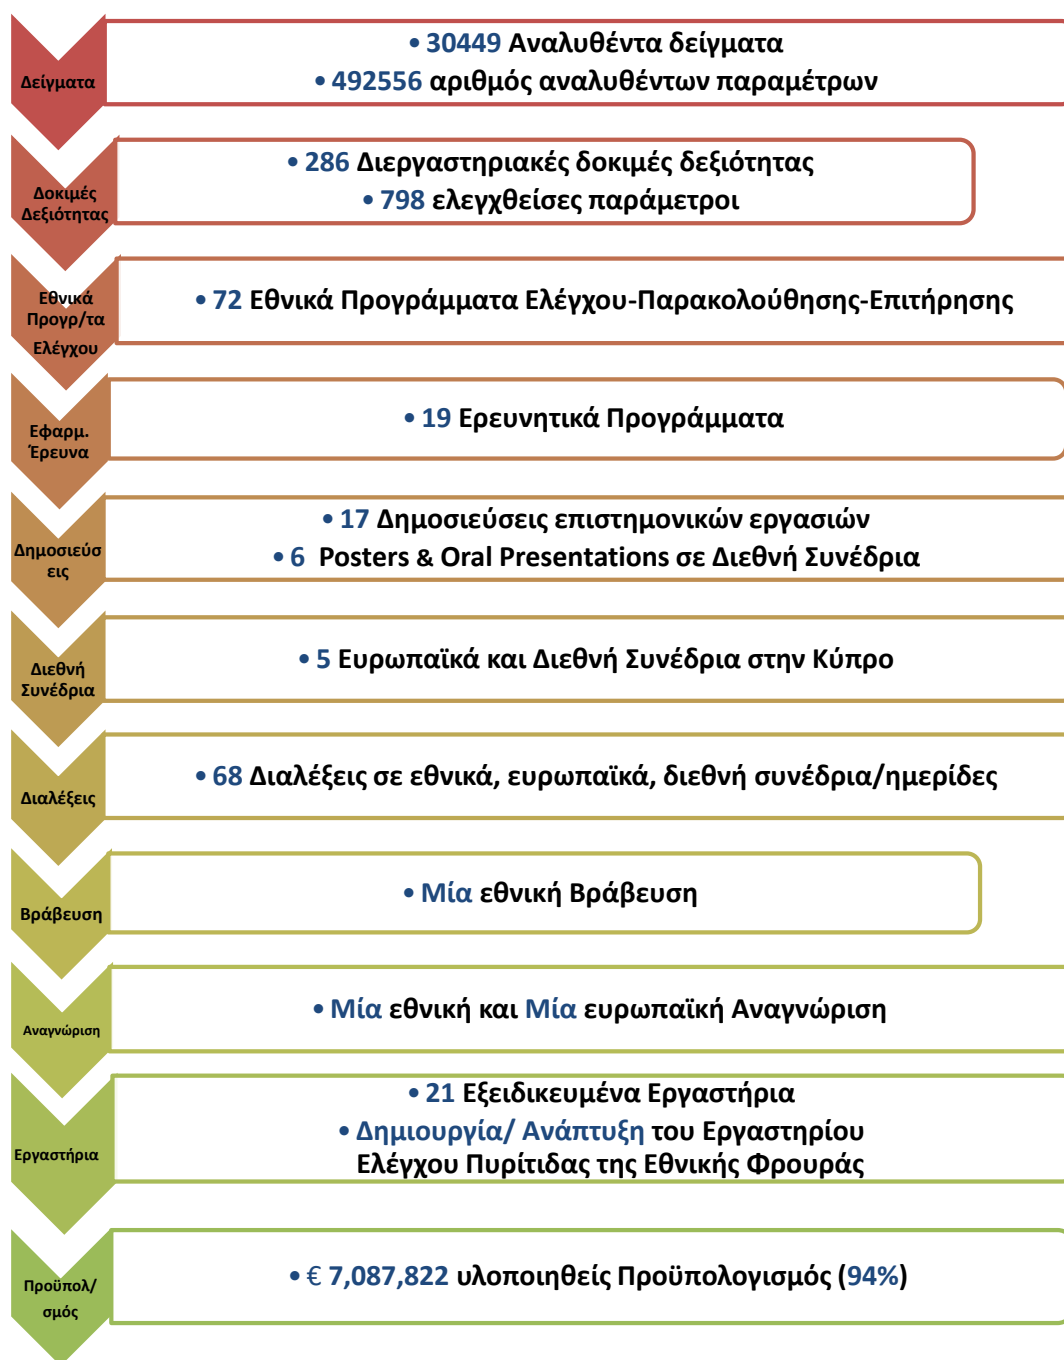 Δείγματα
• 30449 Αναλυθέντα δείγματα
• 492556 αριθμός αναλυθέντων παραμέτρων
Δοκιμές
Δεξιότητας
• 286 Διεργαστηριακές δοκιμές δεξιότητας
• 798 ελεγχθείσες παράμετροι
Εθνικά
Προγρ/τα
Ελέγχου
• 72 Εθνικά Προγράμματα Ελέγχου-Παρακολούθησης-Επιτήρησης
Εφαρμ.
Έρευνα
• 19 Ερευνητικά Προγράμματα
Δημοσιεύσ
εις
• 17 Δημοσιεύσεις επιστημονικών εργασιών
• 6 Posters & Oral Presentations σε Διεθνή Συνέδρια
Διεθνή
Συνέδρια
• 5 Ευρωπαϊκά και Διεθνή Συνέδρια στην Κύπρο
Διαλέξεις
• 68 Διαλέξεις σε εθνικά, ευρωπαϊκά, διεθνή συνέδρια/ημερίδες
Βράβευση
• Μία εθνική Βράβευση
Αναγνώριση
• Μία εθνική και Μία ευρωπαϊκή Αναγνώριση
Εργαστήρια
• 21 Εξειδικευμένα Εργαστήρια
• Δημιουργία/ Ανάπτυξη του Εργαστηρίου
Ελέγχου Πυρίτιδας της Εθνικής Φρουράς
Προϋπολ/
σμός
• € 7,087,822 υλοποιηθείς Προϋπολογισμός (94%)